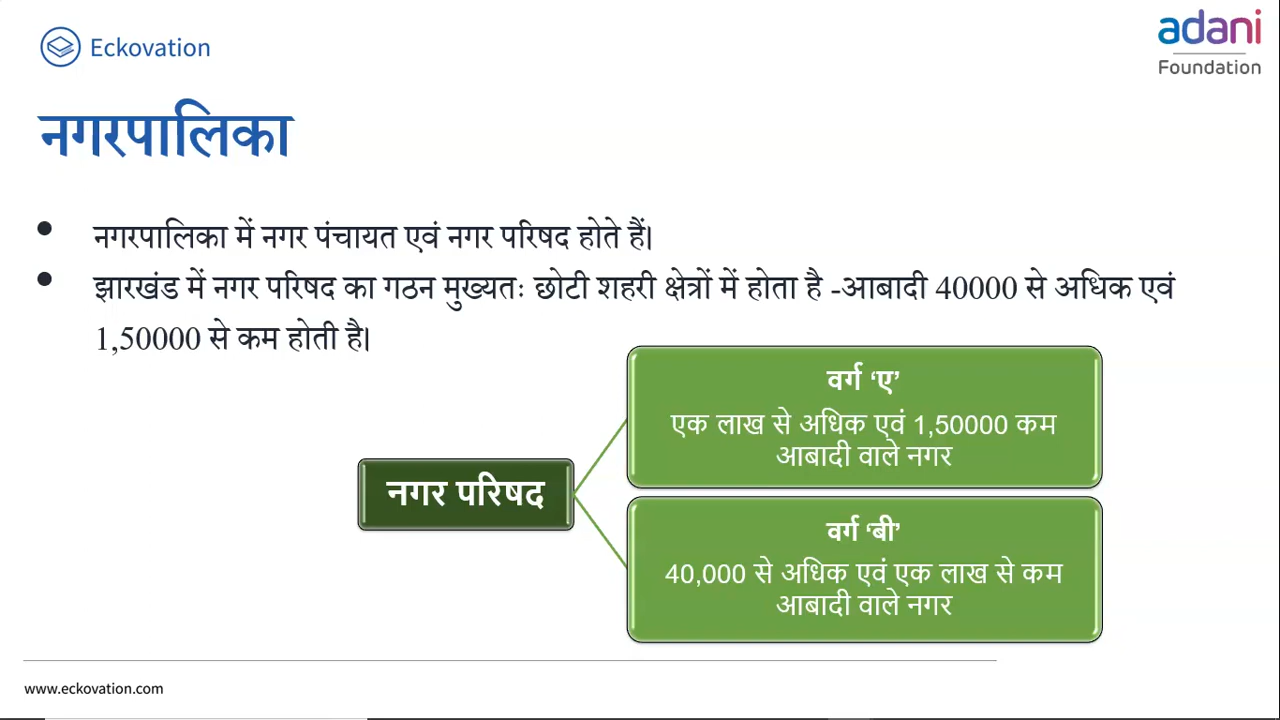 Eckovation
adani
Foundation
नगरपालिका
• नगरपालिका में नगर पंचायत एवं नगर परिषद होते हैं।
• झारखंड में नगर परिषद का गठन मुख्यतः छोटी शहरी क्षेत्रों में होता है -आबादी 40000 से अधिक एवं
1,50000 से कम होती है।
वर्ग ‘ए’
एक लाख से अधिक एवं 1,50000 कम
आबादी वाले नगर
नगर परिषद
वर्ग ‘बी’
40,000 से अधिक एवं एक लाख से कम
आबादी वाले नगर
www.eckovation.com